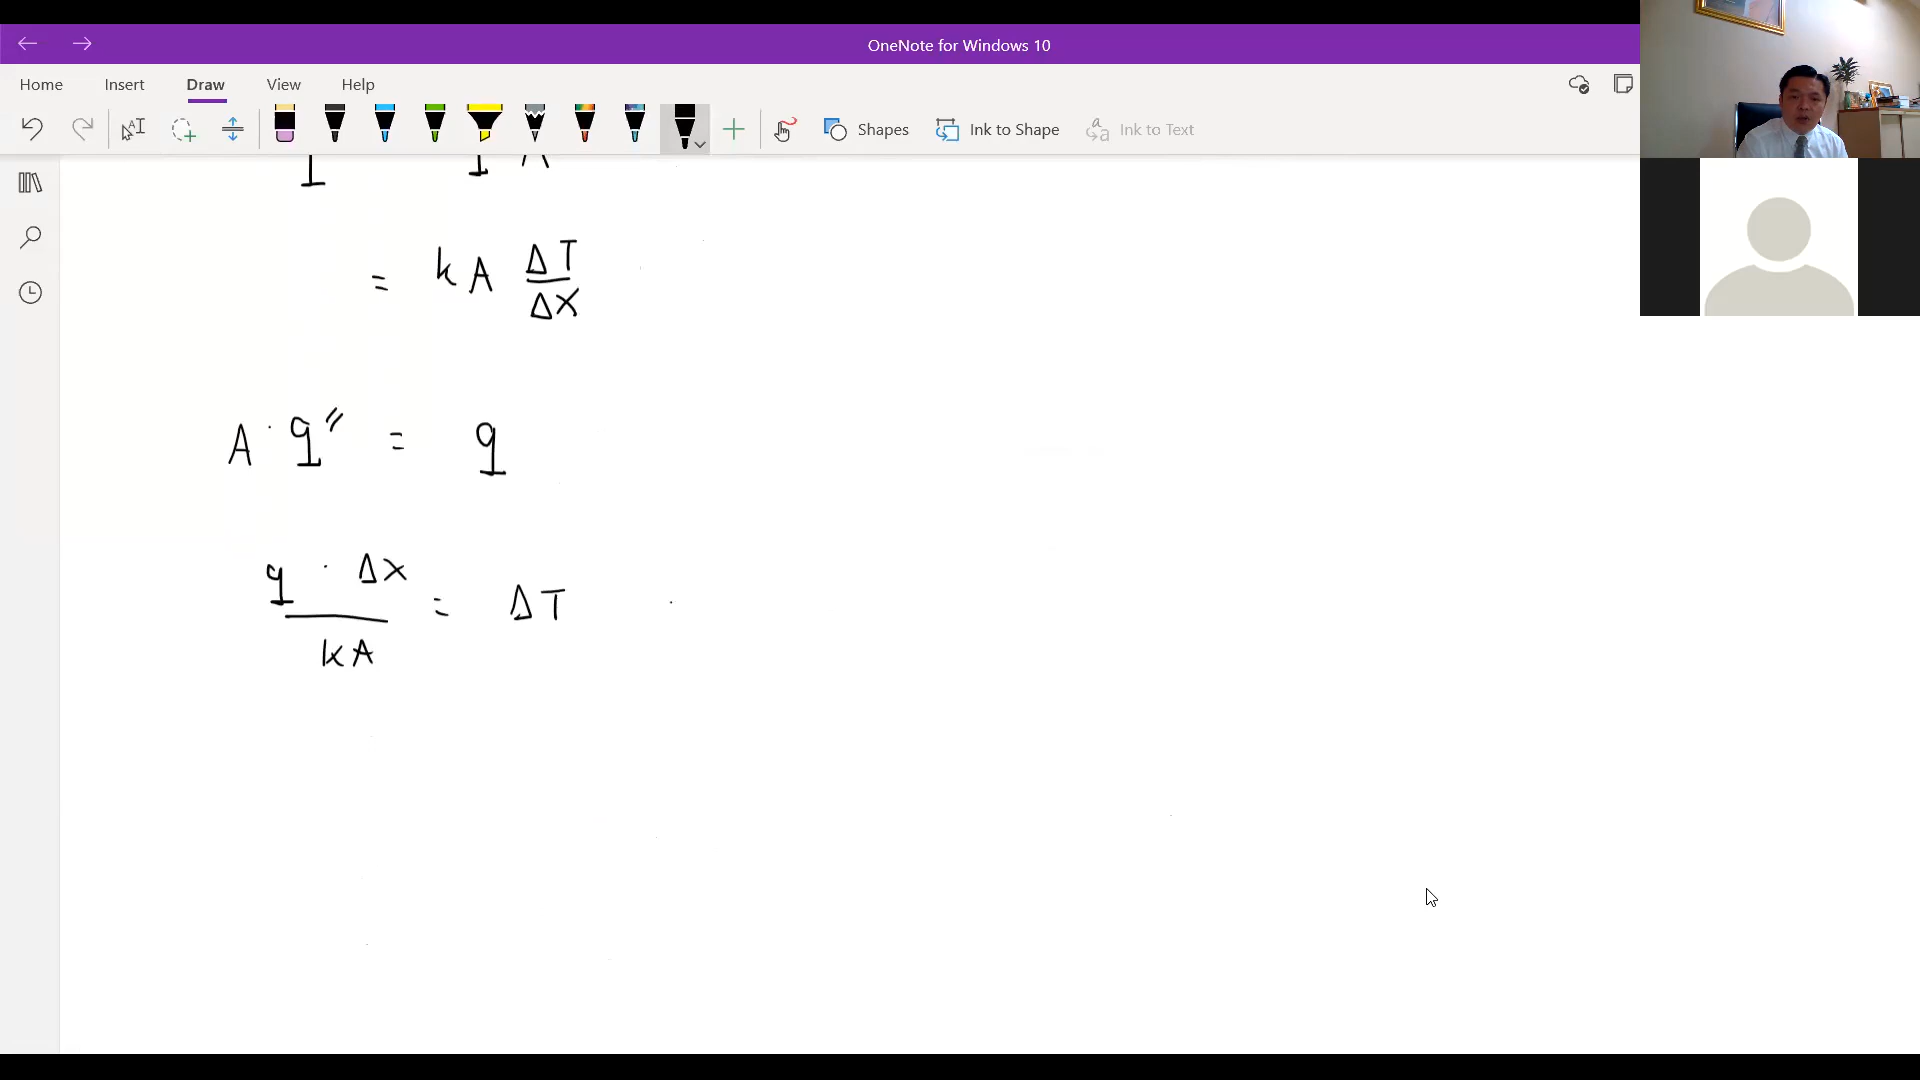 OneNote for Windows 10
Home Insert Draw View Help
Shapes Ink to Shape Ink to Text
= kA ΔT/ΔX
A · q″ = q
q · ΔX / kA = ΔT